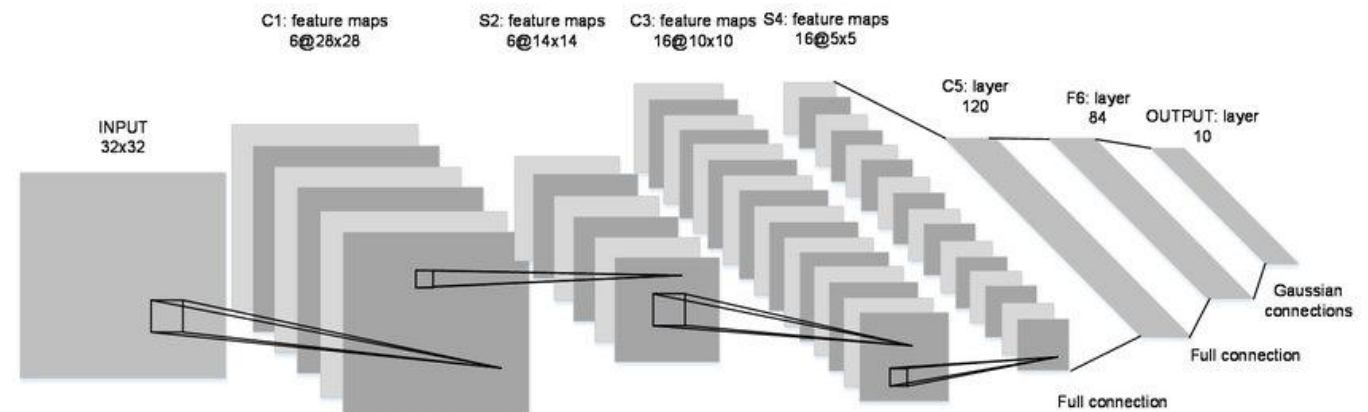 C1: feature maps
6@28x28
S2: feature maps
6@14x14
C3: feature maps
16@10x10
S4: feature maps
16@5x5
C5: layer
120
F6: layer
84
OUTPUT: layer
10
INPUT
32x32
Gaussian
connections
Full connection
Full connection